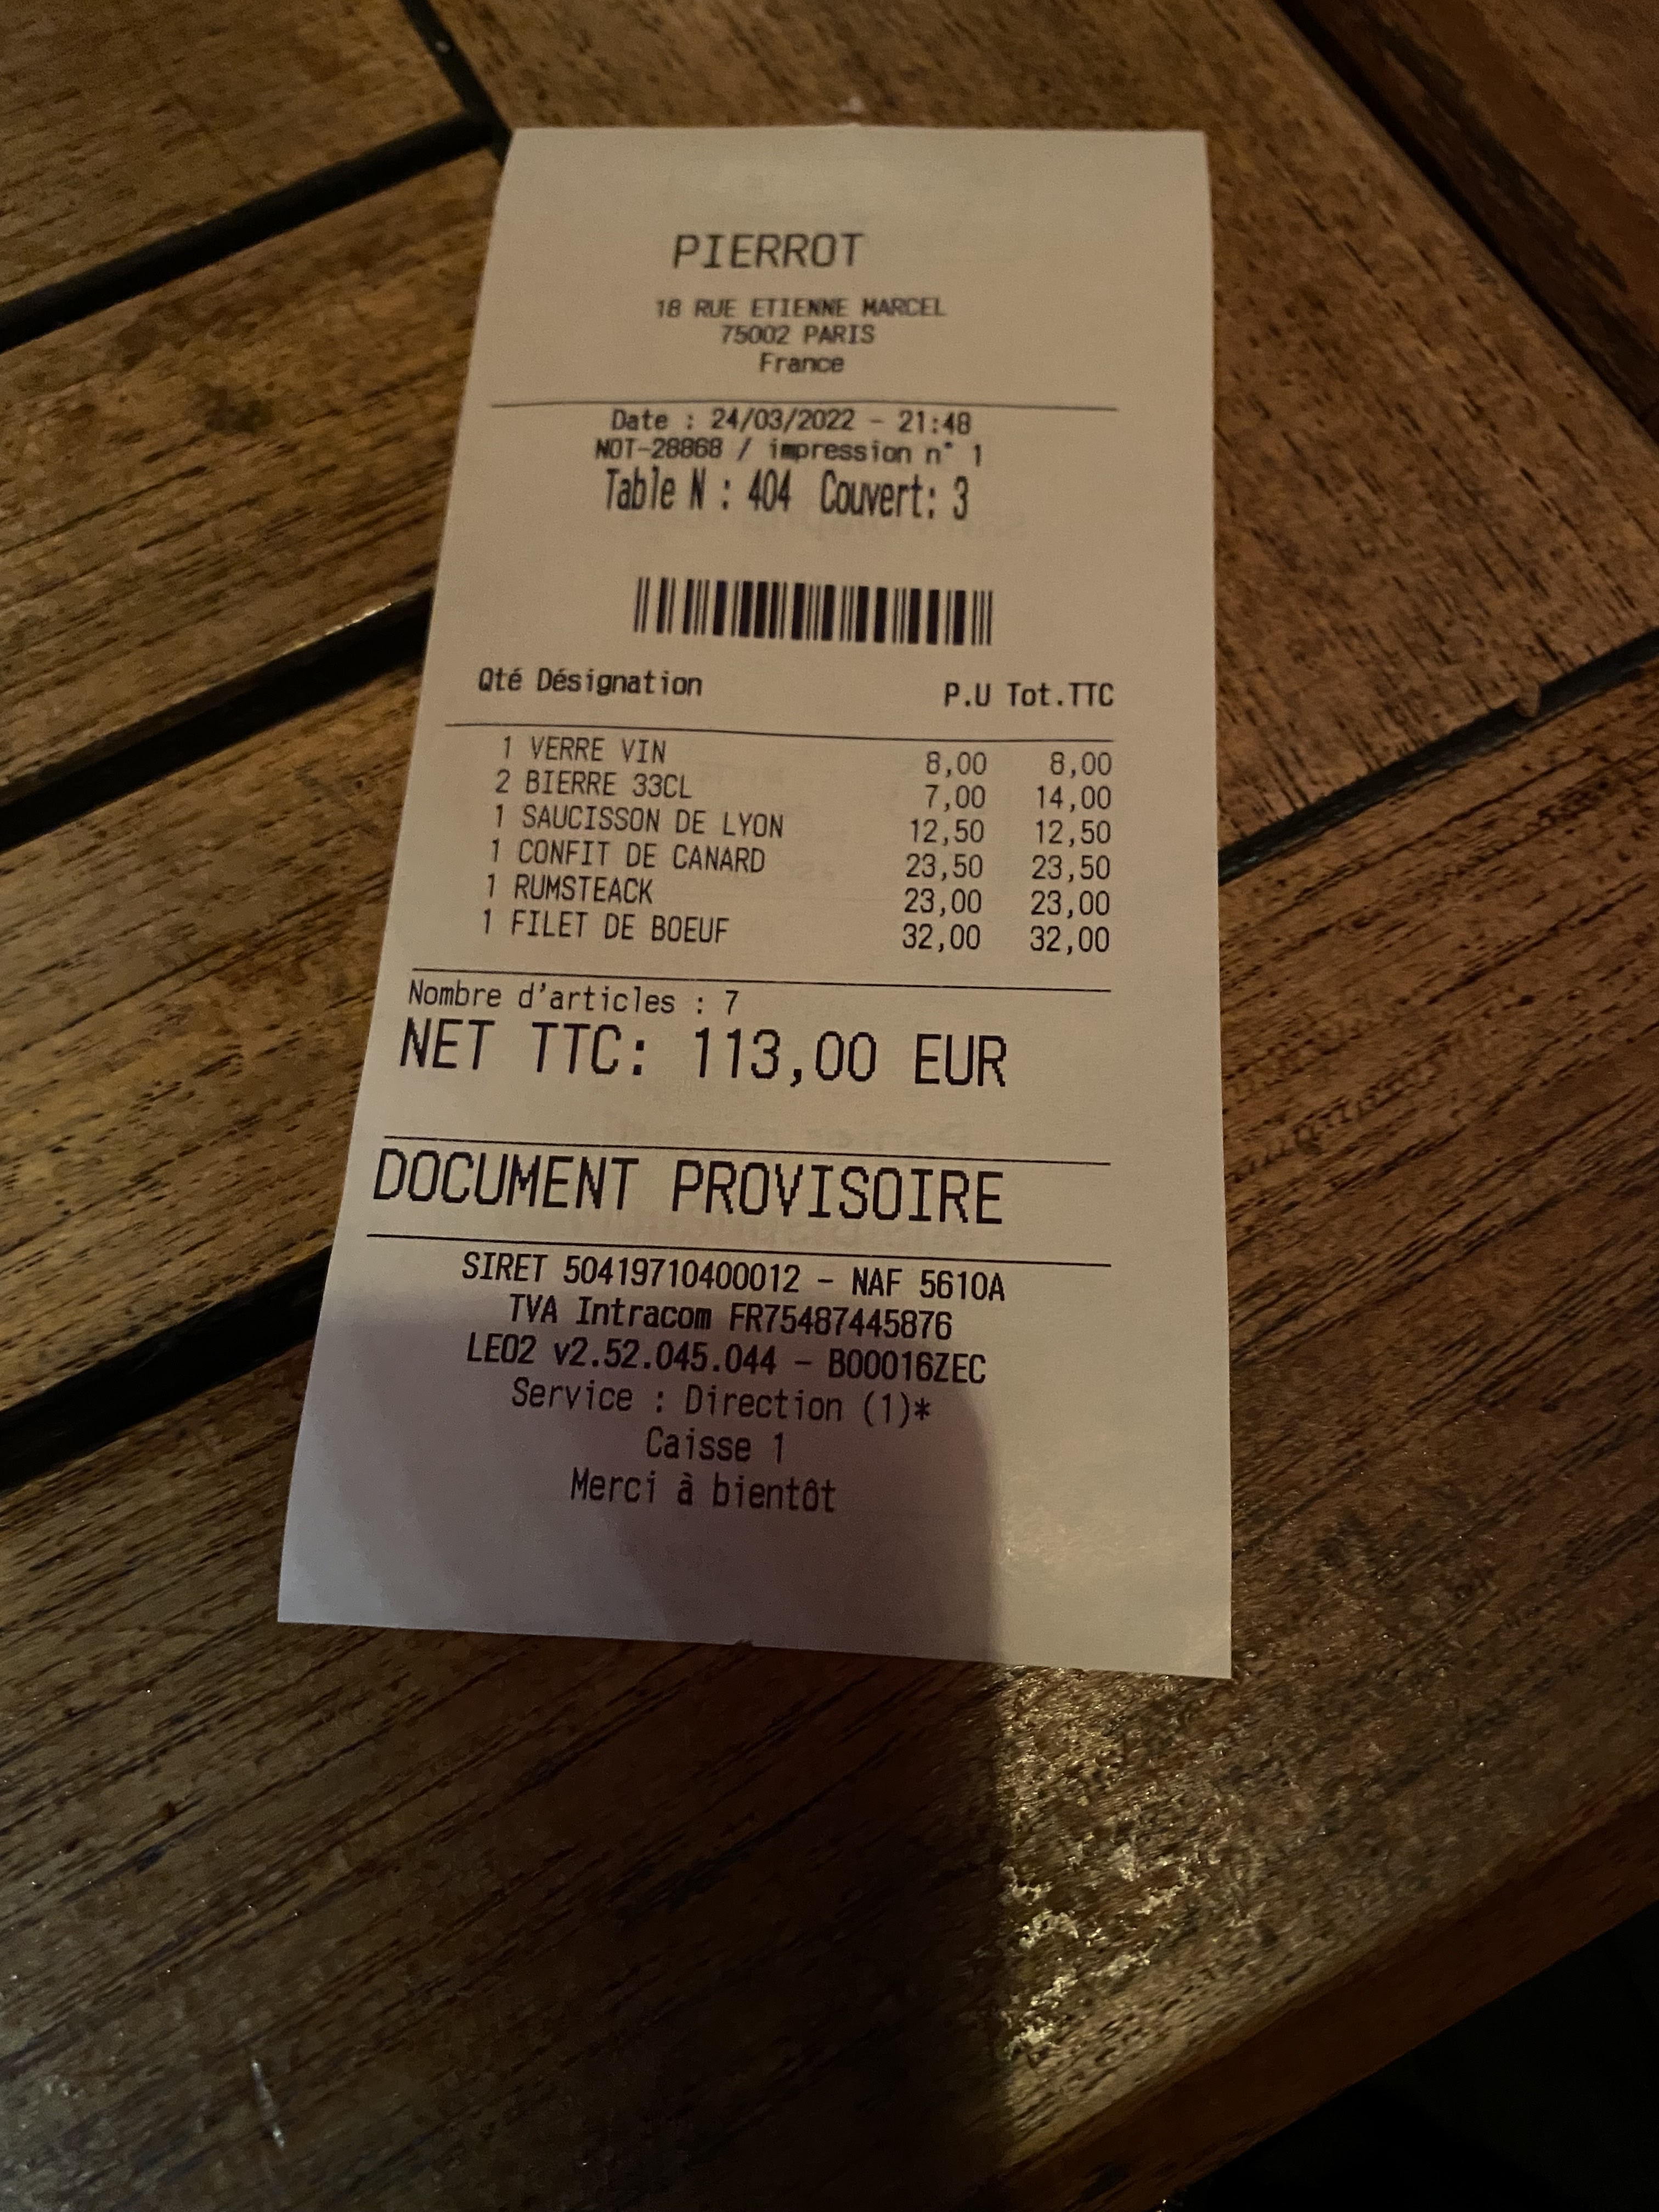 PIERROT
18 RUE ETIENNE MARCEL
75002 PARIS
France
Date : 24/03/2022 - 21:48
NOT-28868 / impression n° 1
Table N : 404 Couvert: 3
Qté Désignation P.U Tot.TTC
1 VERRE VIN 8,00 8,00
2 BIERRE 33CL 7,00 14,00
1 SAUCISSON DE LYON 12,50 12,50
1 CONFIT DE CANARD 23,50 23,50
1 RUMSTEACK 23,00 23,00
1 FILET DE BOEUF 32,00 32,00
Nombre d'articles : 7
NET TTC: 113,00 EUR
DOCUMENT PROVISOIRE
SIRET 50419710400012 - NAF 5610A
TVA Intracom FR75487445876
LEO2 v2.52.045.044 - B00016ZEC
Service : Direction (1)*
Caisse 1
Merci à bientôt